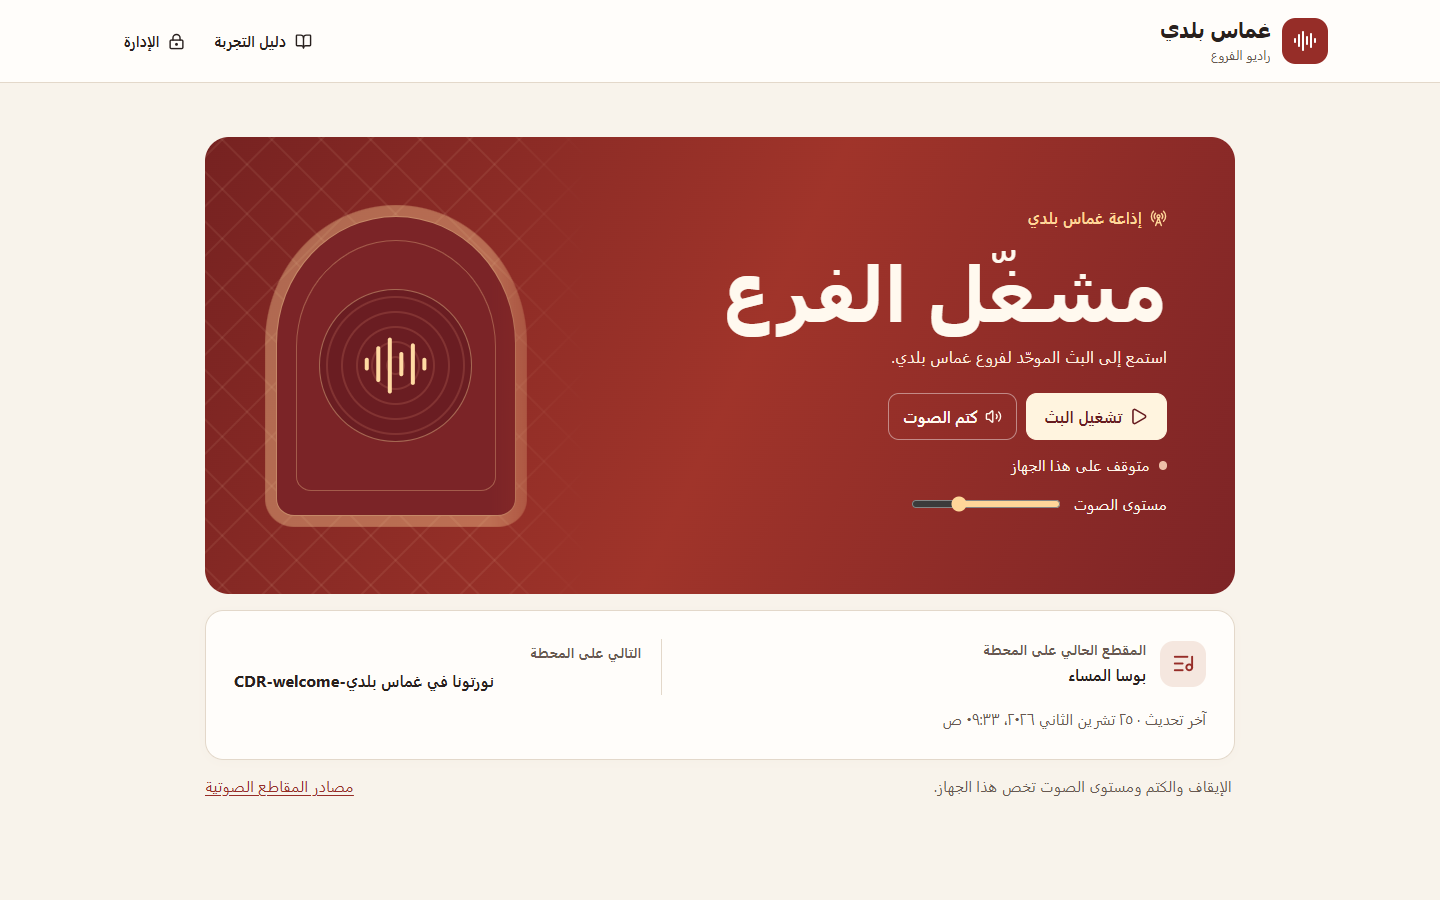 غماس بلدي
راديو الفروع
دليل التجربة
الإدارة
إذاعة غماس بلدي
مشغّل الفرع
استمع إلى البث الموحّد لفروع غماس بلدي.
تشغيل البث
كتم الصوت
متوقف على هذا الجهاز
مستوى الصوت
المقطع الحالي على المحطة
بوسا المساء
التالي على المحطة
نورتونا في غماس بلدي-CDR-welcome
آخر تحديث · ٢٥ تشرين الثاني ٢٠٢٦، ٠٩:٣٣ ص
الإيقاف والكتم ومستوى الصوت تخص هذا الجهاز.
مصادر المقاطع الصوتية